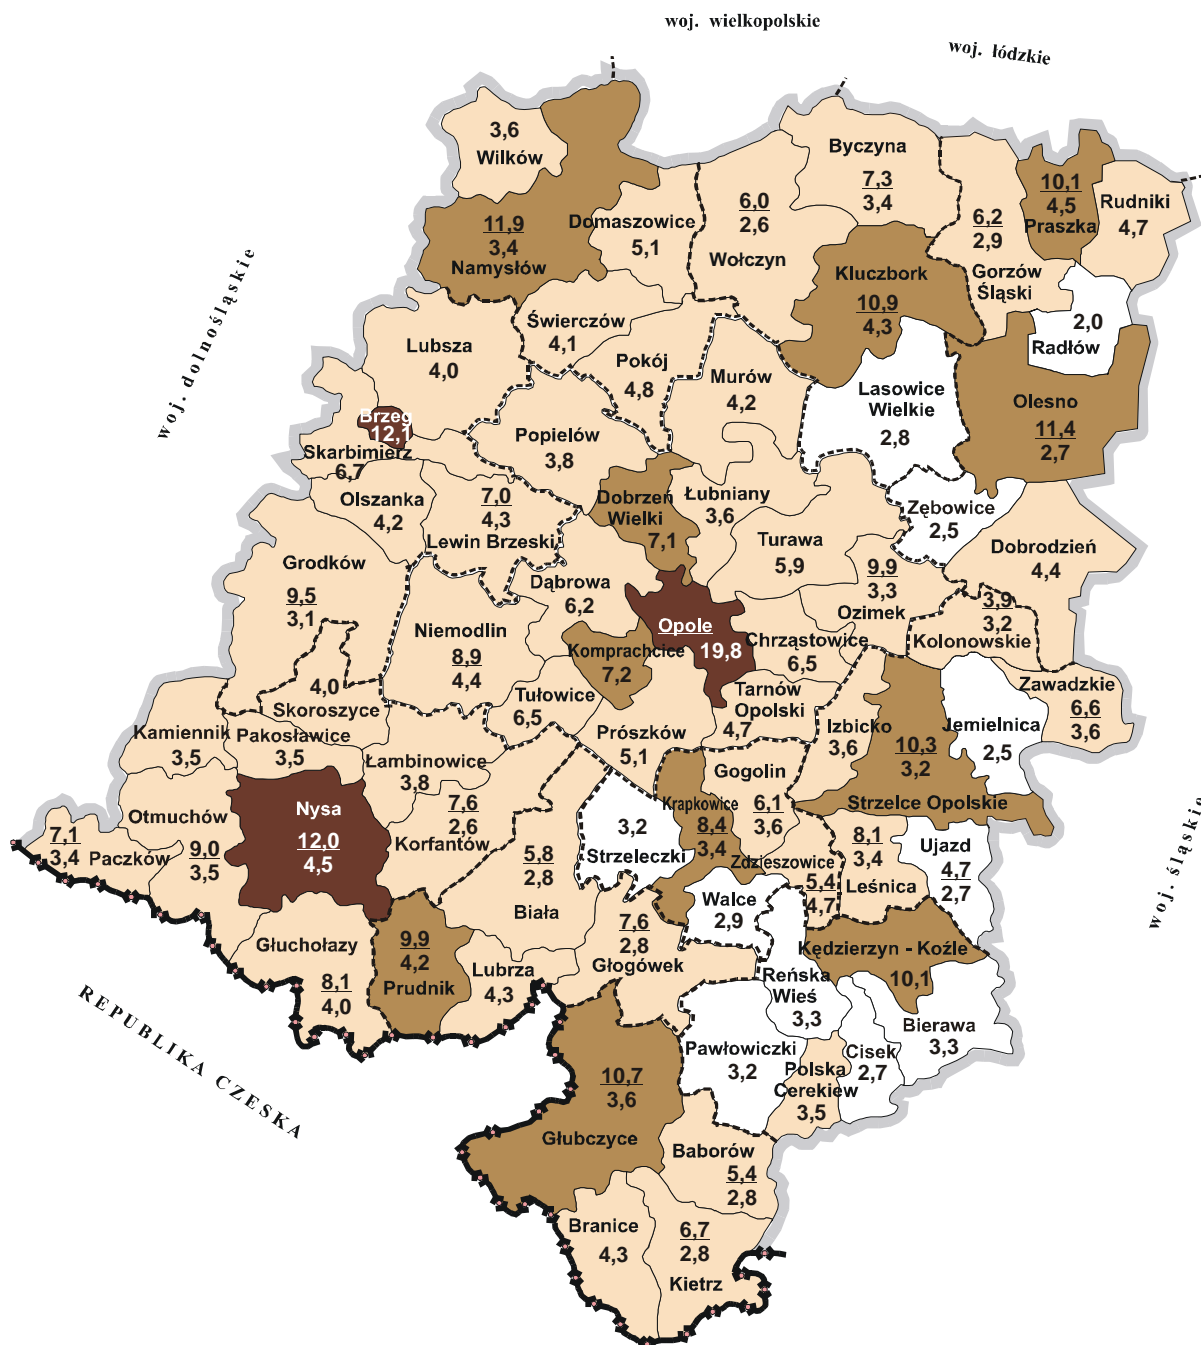 woj. wielkopolskie
woj. łódzkie
3,6
Wilków
Byczyna
7,3
3,4
10,1
4,5
Praszka
Rudniki
4,7
11,9
3,4
Namysłów
Domaszowice
5,1
6,0
2,6
Wołczyn
6,2
2,9
Gorzów
Śląski
Kluczbork
10,9
4,3
2,0
Radłów
woj. dolnośląskie
Lubsza
4,0
Świerczów
4,1
Pokój
4,8
Murów
4,2
Lasowice
Wielkie
2,8
Olesno
11,4
2,7
Brzeg
12,1
Skarbimierz
6,7
Popielów
3,8
Olszanka
4,2
7,0
4,3
Lewin Brzeski
Dobrzeń
Wielki
7,1
Łubniany
3,6
Turawa
5,9
Zębowice
2,5
Dobrodzień
4,4
Grodków
9,5
3,1
Dąbrowa
6,2
9,9
3,3
Ozimek
3,9
3,2
Kolonowskie
Niemodlin
8,9
4,4
Opole
19,8
Komprachcice
7,2
Chrząstowice
6,5
4,0
Skoroszyce
Tułowice
6,5
Tarnów
Opolski
4,7
Zawadzkie
6,6
3,6
Kamiennik
3,5
Pakosławice
3,5
Łambinowice
3,8
Prószków
5,1
Izbicko
3,6
10,3
3,2
Strzelce Opolskie
Jemielnica
2,5
Gogolin
6,1
3,6
Otmuchów
9,0
3,5
Nysa
12,0
4,5
7,6
2,6
Korfantów
3,2
Strzeleczki
Krapkowice
8,4
3,4
7,1
3,4
Paczków
5,8
2,8
Biała
Zdzieszowice
5,4
4,7
8,1
3,4
Leśnica
Ujazd
4,7
2,7
woj. śląskie
Walce
2,9
Głuchołazy
8,1
4,0
9,9
4,2
Prudnik
Lubrza
4,3
7,6
2,8
Głogówek
Kędzierzyn - Koźle
10,1
Reńska
Wieś
3,3
Bierawa
3,3
REPUBLIKA CZESKA
Pawłowiczki
3,2
Cisek
2,7
Polska
Cerekiew
3,5
10,7
3,6
Głubczyce
Baborów
5,4
2,8
Branice
4,3
6,7
2,8
Kietrz